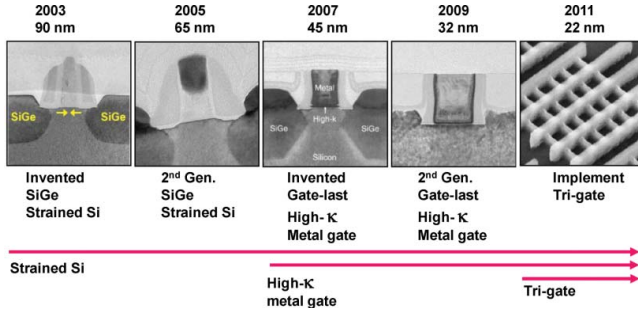 2003
90 nm
2005
65 nm
2007
45 nm
2009
32 nm
2011
22 nm
SiGe
SiGe
Metal
High-k
SiGe
SiGe
Silicon
Invented
SiGe
Strained Si
2nd Gen.
SiGe
Strained Si
Invented
Gate-last
High-κ
Metal gate
2nd Gen.
Gate-last
High-κ
Metal gate
Implement
Tri-gate
Strained Si
High-κ
metal gate
Tri-gate